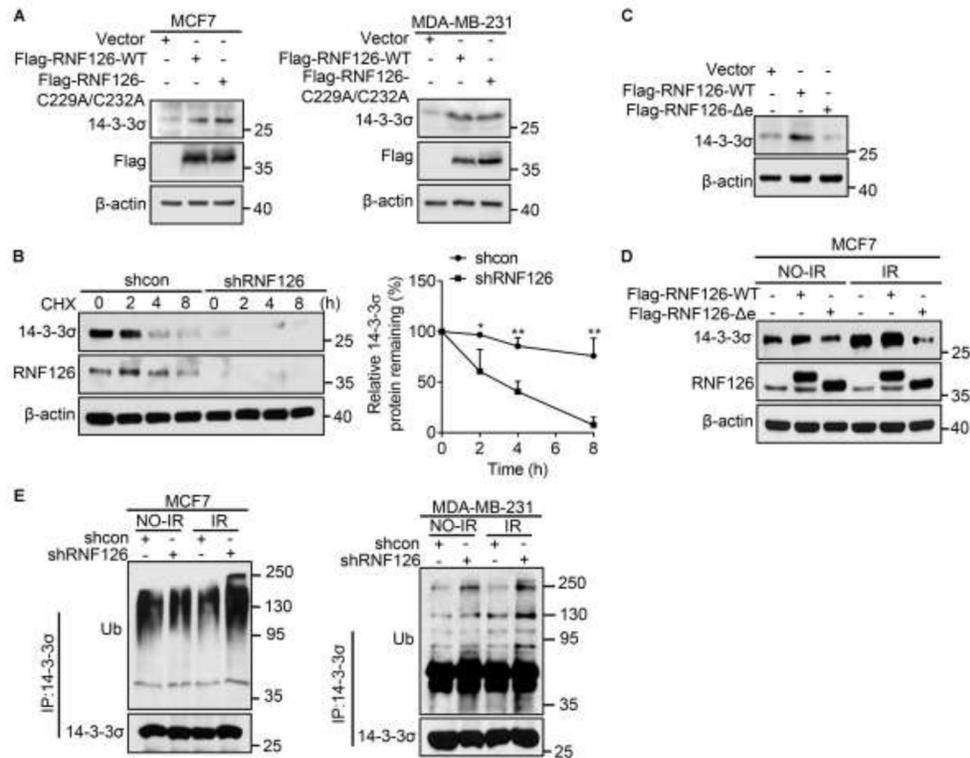 A
MCF7
Vector + - -
Flag-RNF126-WT - + -
Flag-RNF126-
C229A/C232A - - +
14-3-3σ
25
Flag
35
β-actin
40
MDA-MB-231
Vector + - -
Flag-RNF126-WT - + -
Flag-RNF126-
C229A/C232A - - +
14-3-3σ
25
Flag
35
β-actin
40
C
Vector + - -
Flag-RNF126-WT - + -
Flag-RNF126-Δe - - +
14-3-3σ
25
β-actin
40
B
shcon shRNF126
CHX 0 2 4 8 0 2 4 8 (h)
14-3-3σ
25
RNF126
35
β-actin
40
shcon
shRNF126
Relative 14-3-3σ
protein remaining (%)
150
100
50
0
* ** **
0 2 4 6 8
Time (h)
D
MCF7
NO-IR IR
Flag-RNF126-WT - + - - + -
Flag-RNF126-Δe - - + - - +
14-3-3σ
25
RNF126
35
β-actin
40
E
MCF7
NO-IR IR
shcon + - + -
shRNF126 - + - +
IP:14-3-3σ
Ub
250
130
95
35
14-3-3σ
25
MDA-MB-231
NO-IR IR
shcon + - + -
shRNF126 - + - +
IP:14-3-3σ
Ub
250
130
95
35
14-3-3σ
25